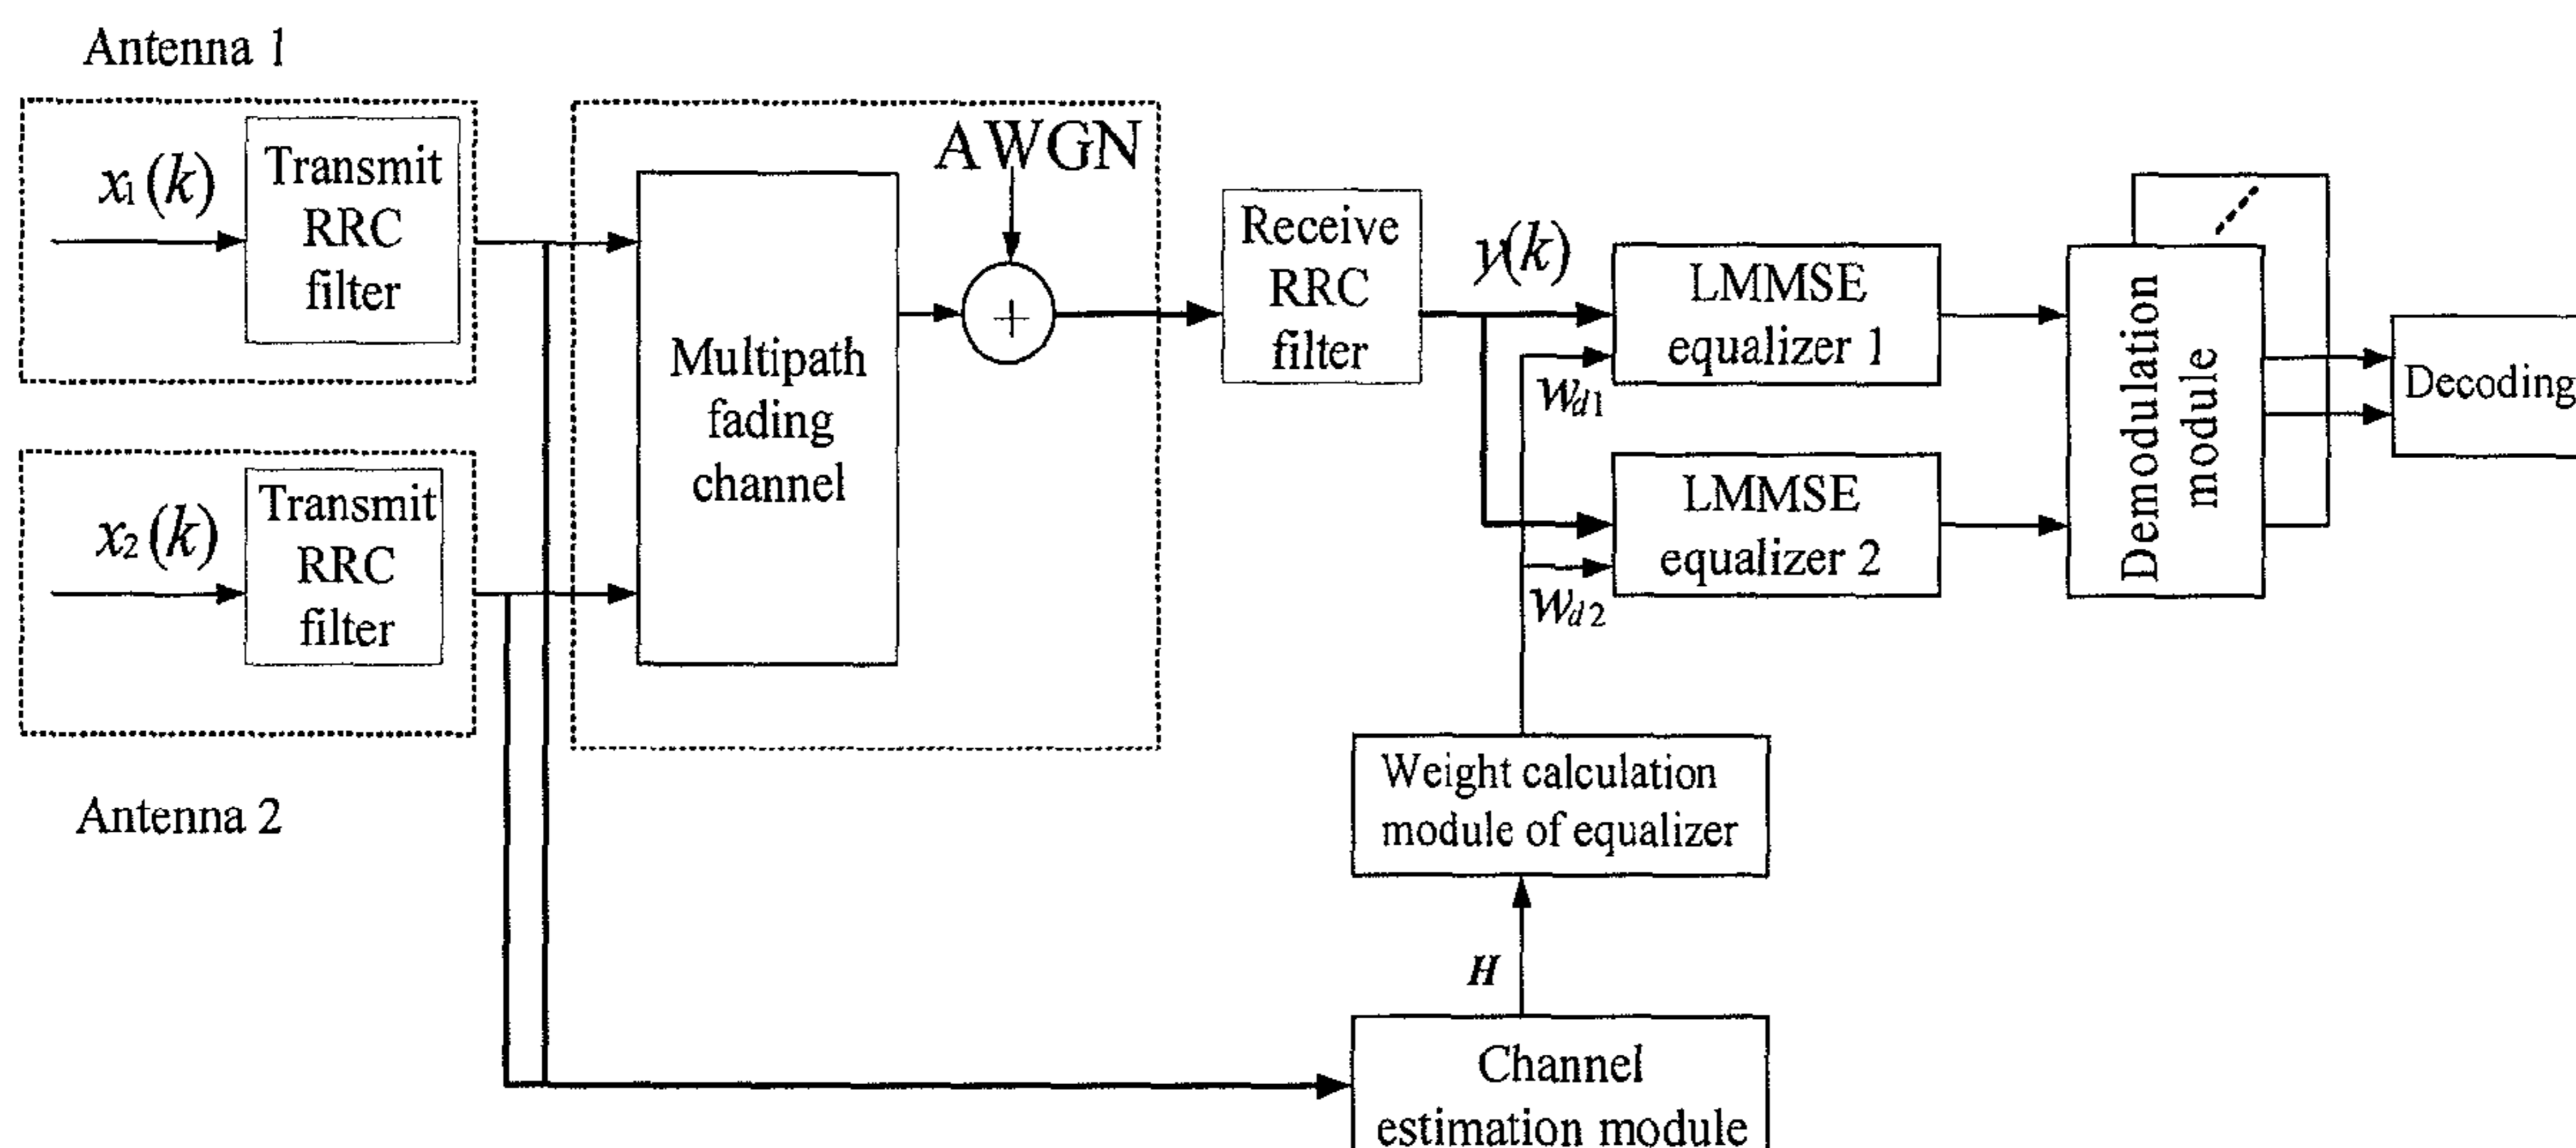 Antenna 1
x1(k)
Transmit
RRC
filter
AWGN
+
Multipath
fading
channel
Receive
RRC
filter
y(k)
LMMSE
equalizer 1
Wd1
Demodulation
module
Decoding
x2(k)
Transmit
RRC
filter
LMMSE
equalizer 2
Wd2
Antenna 2
Weight calculation
module of equalizer
H
Channel
estimation module